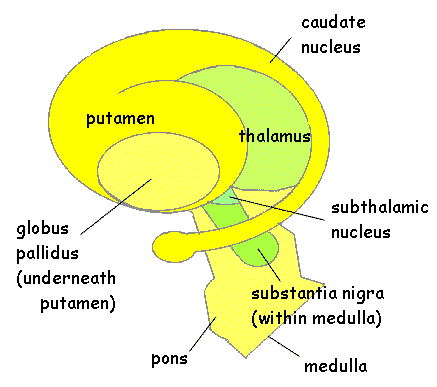 caudate
nucleus
putamen
thalamus
subthalamic
nucleus
globus
pallidus
(underneath
putamen)
substantia nigra
(within medulla)
pons
medulla